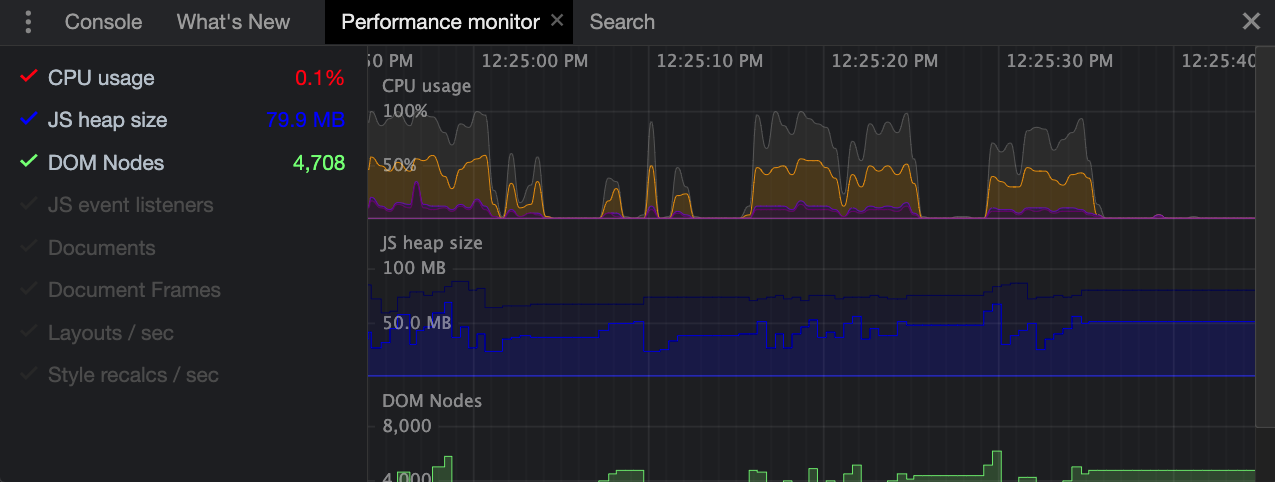 Console What's New Performance monitor Search
50 PM 12:25:00 PM 12:25:10 PM 12:25:20 PM 12:25:30 PM 12:25:40
CPU usage 0.1%
JS heap size 79.9 MB
DOM Nodes 4,708
JS event listeners
Documents
Document Frames
Layouts / sec
Style recalcs / sec
CPU usage
100%
50%
JS heap size
100 MB
50.0 MB
DOM Nodes
8,000
4,000